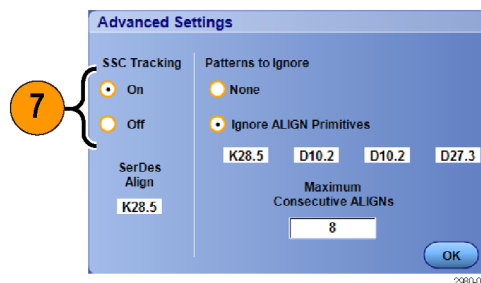 Advanced Settings
SSC Tracking
On
Off
SerDes
Align
K28.5
Patterns to Ignore
None
Ignore ALIGN Primitives
K28.5 D10.2 D10.2 D27.3
Maximum
Consecutive ALIGNs
8
OK
7